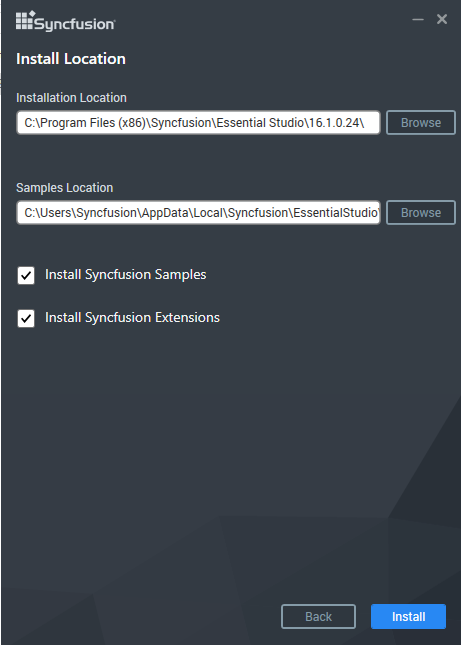 Syncfusion
Install Location
Installation Location
C:\Program Files (x86)\Syncfusion\Essential Studio\16.1.0.24\
Browse
Samples Location
C:\Users\Syncfusion\AppData\Local\Syncfusion\EssentialStudio\
Browse
Install Syncfusion Samples
Install Syncfusion Extensions
Back
Install